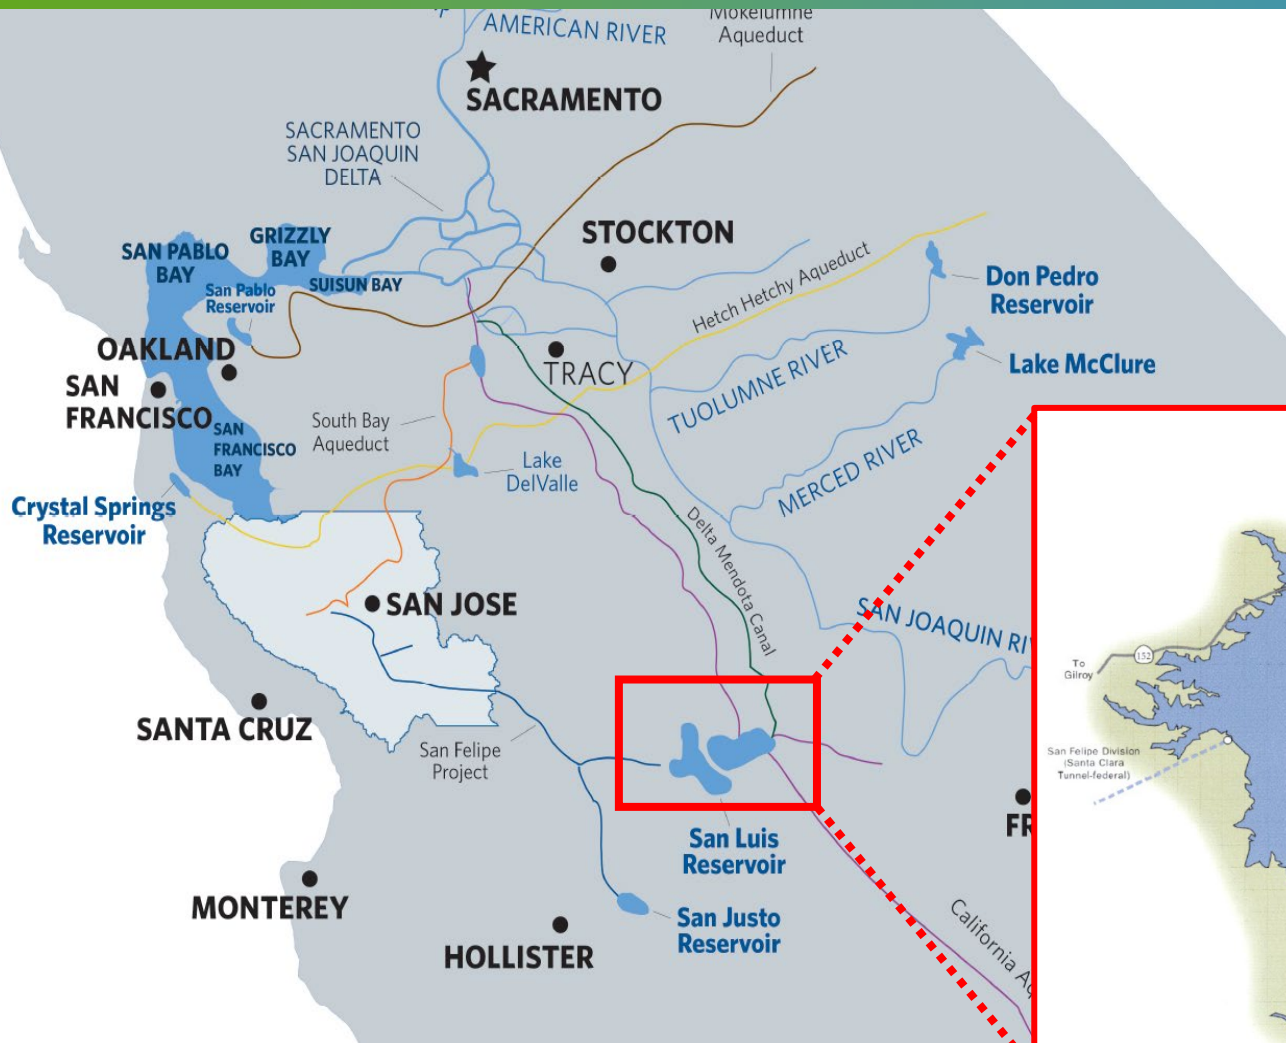 AMERICAN RIVER
Mokelumne
Aqueduct
SACRAMENTO
SACRAMENTO
SAN JOAQUIN
DELTA
STOCKTON
GRIZZLY
BAY
SAN PABLO
BAY
SUISUN BAY
San Pablo
Reservoir
Hetch Hetchy Aqueduct
Don Pedro
Reservoir
OAKLAND
SAN
FRANCISCO
TRACY
Lake McClure
TUOLUMNE RIVER
South Bay
Aqueduct
SAN
FRANCISCO
BAY
Lake
DelValle
MERCED RIVER
Crystal Springs
Reservoir
Delta Mendota Canal
SAN JOSE
SAN JOAQUIN RI
To
Gilroy
152
SANTA CRUZ
San Felipe
Project
San Felipe Division
(Santa Clara
Tunnel-federal)
FR
San Luis
Reservoir
MONTEREY
San Justo
Reservoir
HOLLISTER
California Aq